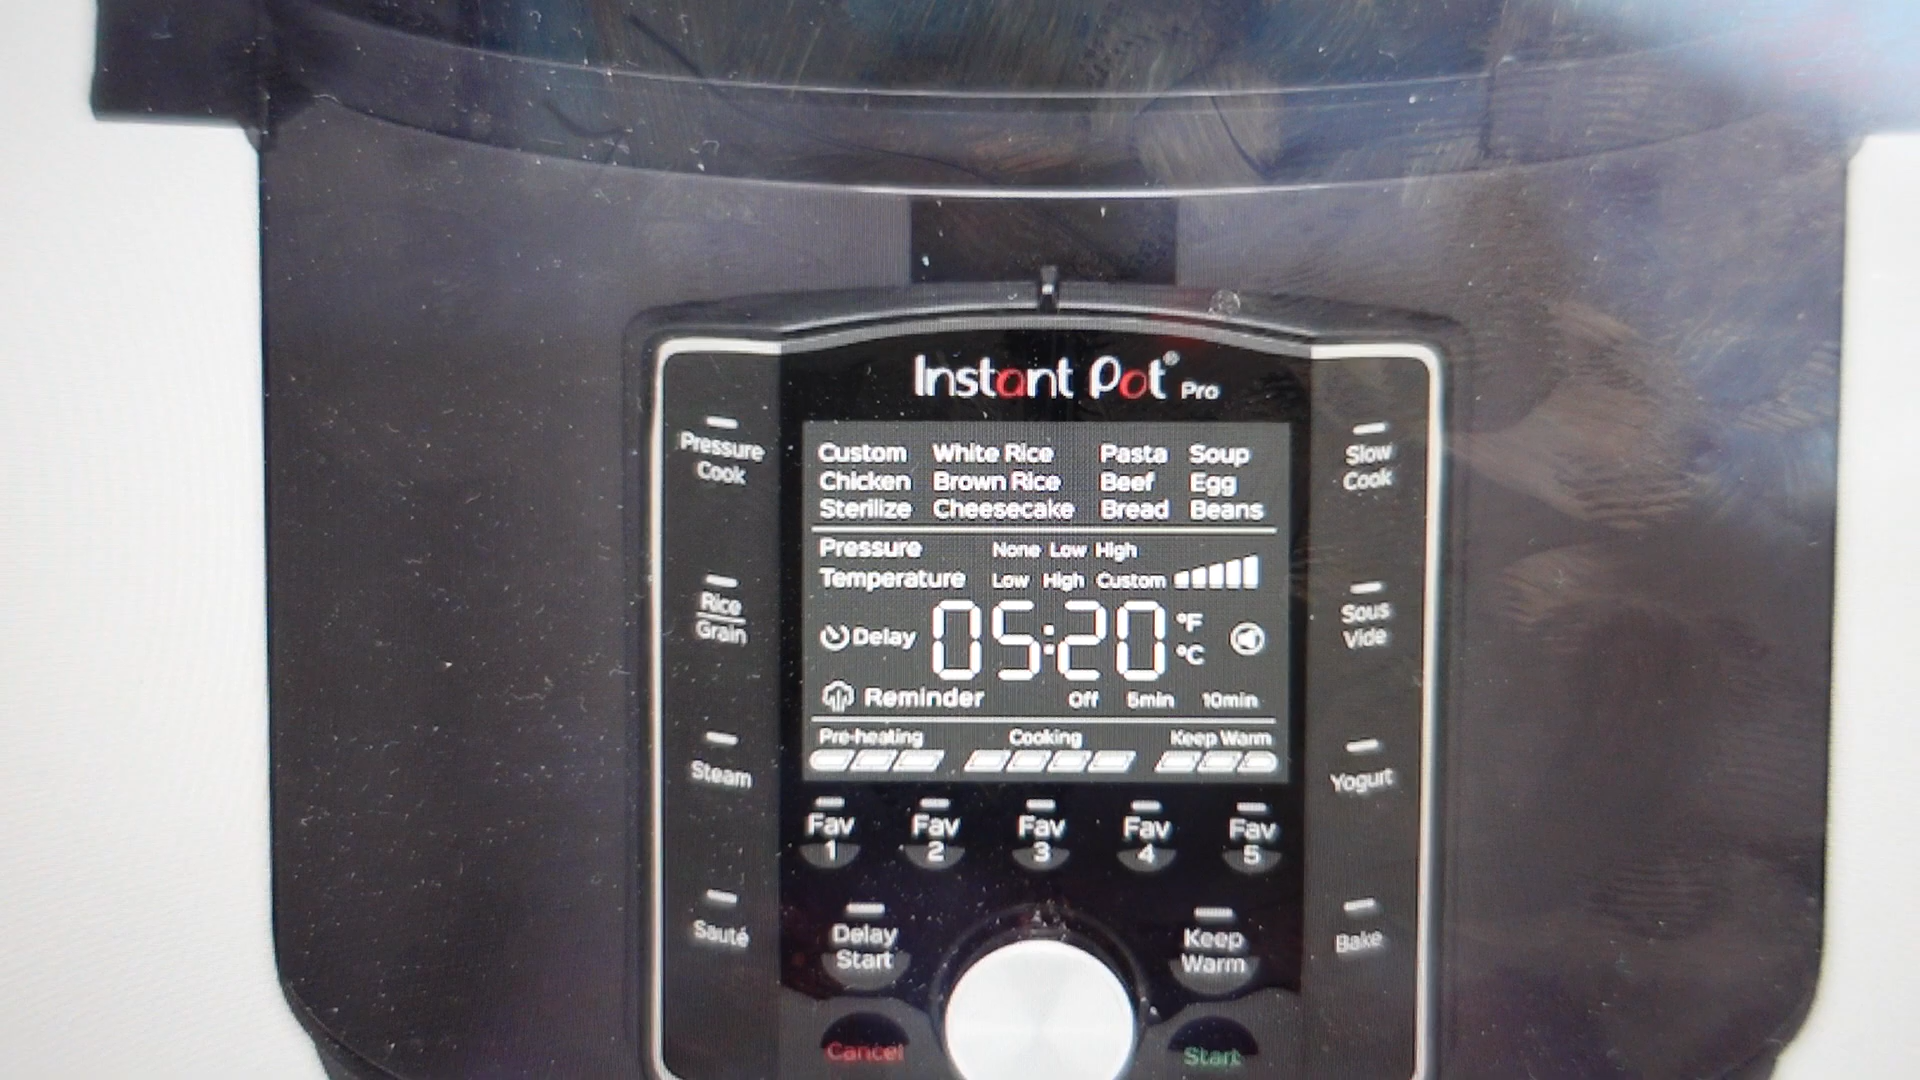 Instant Pot® Pro
Custom White Rice Pasta Soup
Chicken Brown Rice Beef Egg
Sterilize Cheesecake Bread Beans
Pressure None Low High
Temperature Low High Custom
Delay 05:20 °F
°C
Reminder Off 5min 10min
Pre-heating Cooking Keep Warm
Pressure
Cook
Rice
Grain
Steam
Sauté
Slow
Cook
Sous
Vide
Yogurt
Bake
Fav Fav Fav Fav Fav
1 2 3 4 5
Delay
Start
Keep
Warm
Cancel
Start